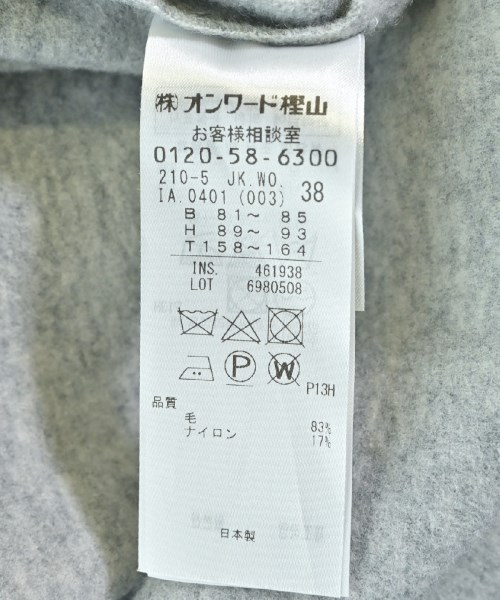 (株)オンワード樫山
お客様相談室
0120-58-6300
210-5 JK.WO.
IA.0401 (003) 38
B 81～ 85
H 89～ 93
T158～164
INS. 461938
LOT 6980508
P
W
P13H
品質
毛 83%
ナイロン 17%
日本製